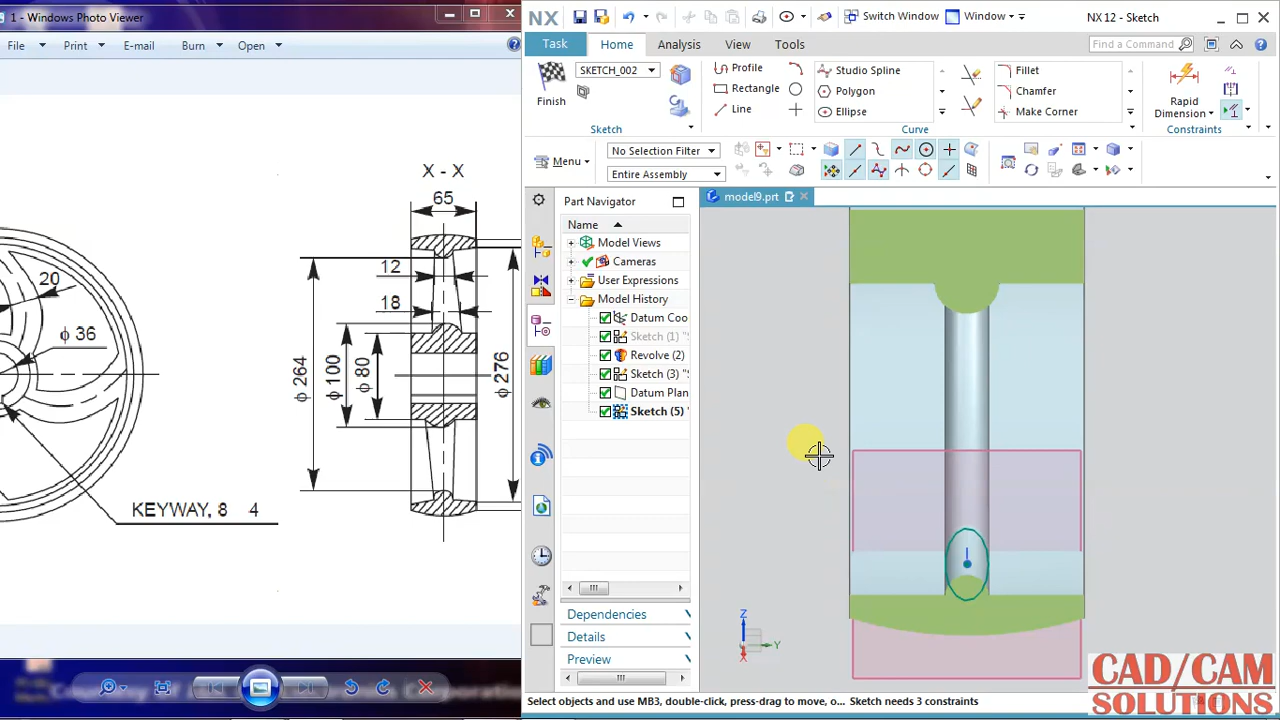 1 - Windows Photo Viewer
File
Print
E-mail
Burn
Open
X - X
65
20
12
18
ϕ 36
ϕ 264
ϕ 100
ϕ 80
ϕ 276
KEYWAY, 8 4
NX
Switch Window
Window
NX 12 - Sketch
Task
Home
Analysis
View
Tools
Find a Command
Finish
SKETCH_002
Sketch
Profile
Rectangle
Line
Studio Spline
Polygon
Ellipse
Curve
Fillet
Chamfer
Make Corner
Rapid
Dimension
Constraints
Menu
No Selection Filter
Entire Assembly
model9.prt
Part Navigator
Name
Model Views
Cameras
User Expressions
Model History
Datum Coo
Sketch (1) "S
Revolve (2)
Sketch (3) "S
Datum Plan
Sketch (5) "
Dependencies
Details
Preview
Z
Y
X
Select objects and use MB3, double-click, press-drag to move, o...
Sketch needs 3 constraints
CAD/CAM
SOLUTIONS